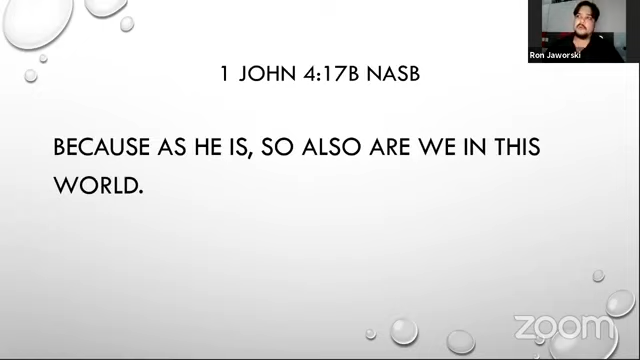 Ron Jaworski
1 JOHN 4:17B NASB
BECAUSE AS HE IS, SO ALSO ARE WE IN THIS
WORLD.
zoom